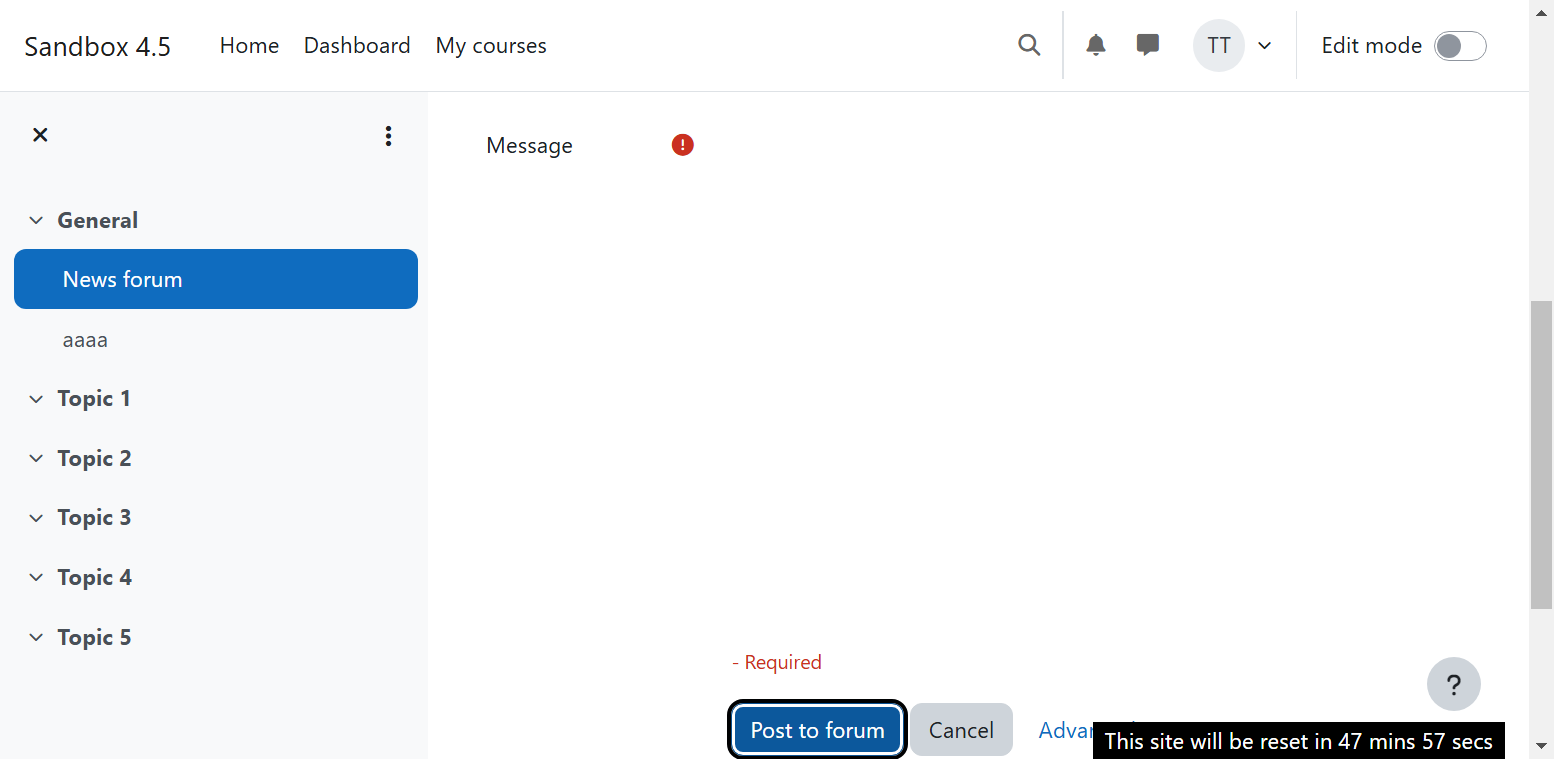 Sandbox 4.5 Home Dashboard My courses TT Edit mode
Message
General
News forum
aaaa
Topic 1
Topic 2
Topic 3
Topic 4
Topic 5
- Required
?
Post to forum Cancel
This site will be reset in 47 mins 57 secs